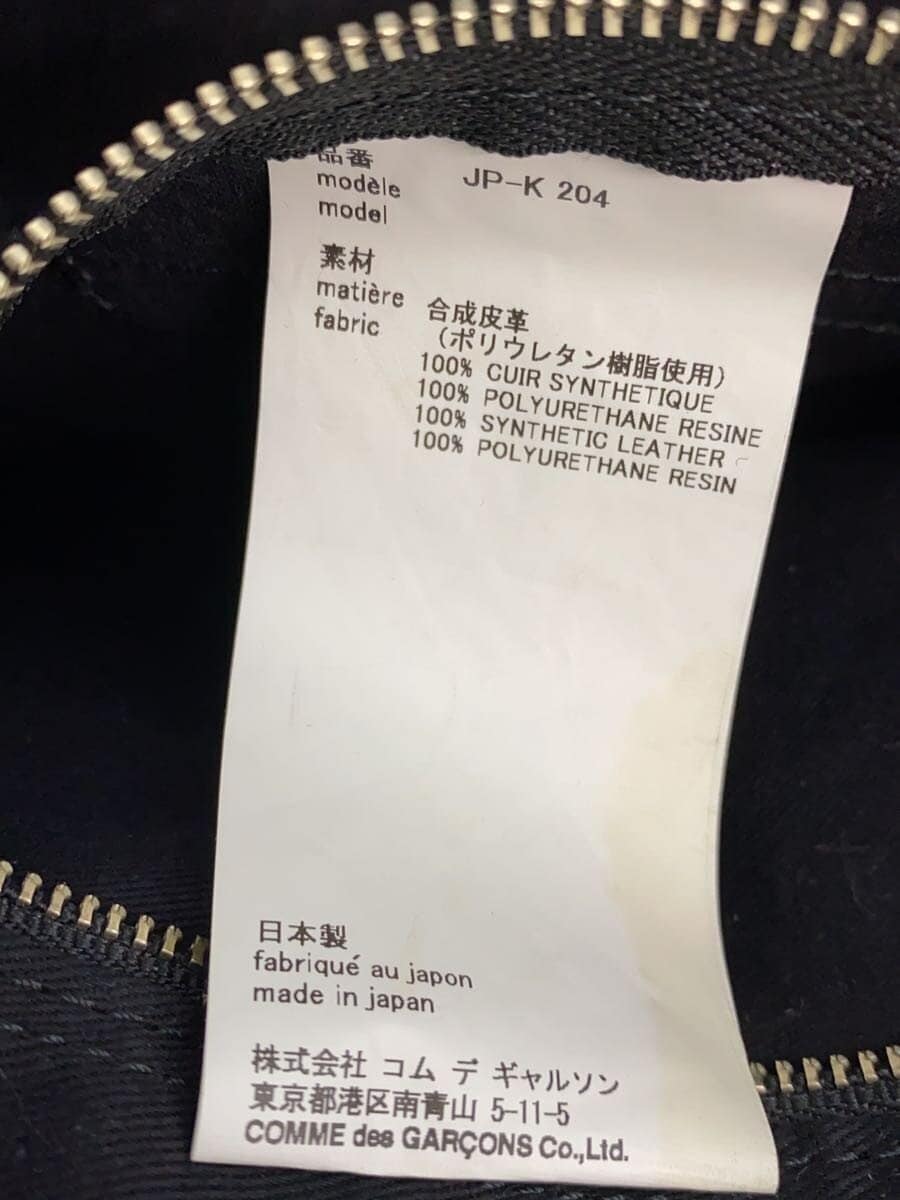 品番
modèle
model
JP-K 204
素材
matière
fabric
合成皮革
(ポリウレタン樹脂使用)
100% CUIR SYNTHETIQUE
100% POLYURETHANE RESINE
100% SYNTHETIC LEATHER
100% POLYURETHANE RESIN
日本製
fabriqué au japon
made in japan
株式会社 コム デ ギャルソン
東京都港区南青山 5-11-5
COMME des GARÇONS Co.,Ltd.